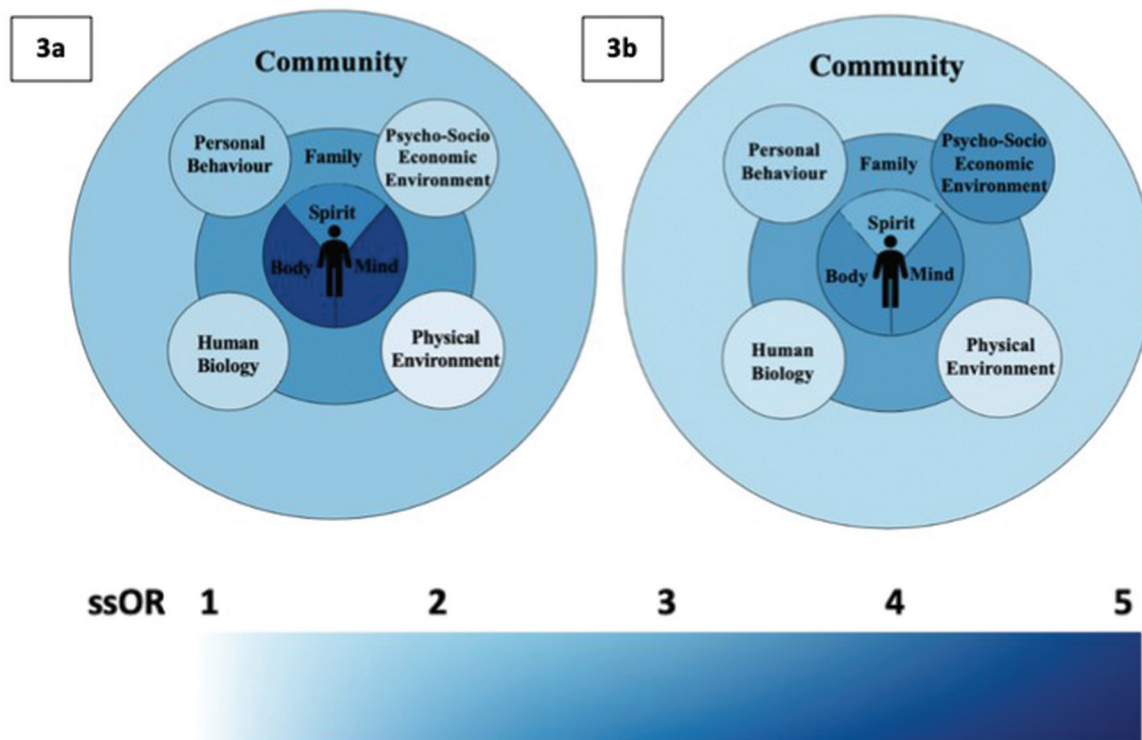 3a
Community
Personal
Behaviour
Family
Psycho-Socio
Economic
Environment
Spirit
Body
Mind
Human
Biology
Physical
Environment
3b
Community
Personal
Behaviour
Family
Psycho-Socio
Economic
Environment
Spirit
Body
Mind
Human
Biology
Physical
Environment
ssOR 1 2 3 4 5